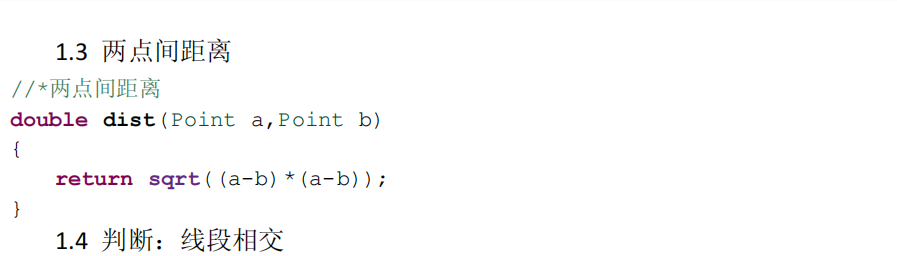 1.3 两点间距离
//*两点间距离
double dist(Point a,Point b)
{
    return sqrt((a-b)*(a-b));
}
1.4 判断：线段相交